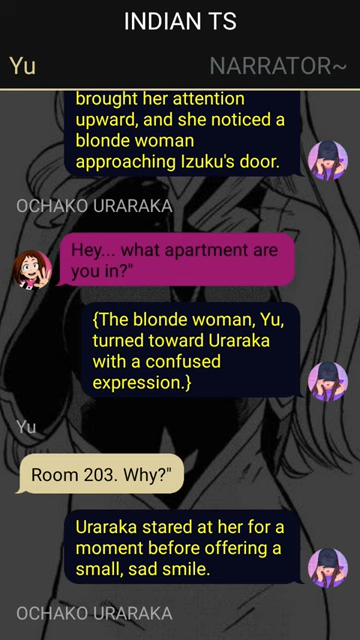 INDIAN TS
Yu
NARRATOR~
brought her attention
upward, and she noticed a
blonde woman
approaching Izuku's door.
OCHAKO URARAKA
Hey... what apartment are
you in?"
{The blonde woman, Yu,
turned toward Uraraka
with a confused
expression.}
Yu
Room 203. Why?"
Uraraka stared at her for a
moment before offering a
small, sad smile.
OCHAKO URARAKA